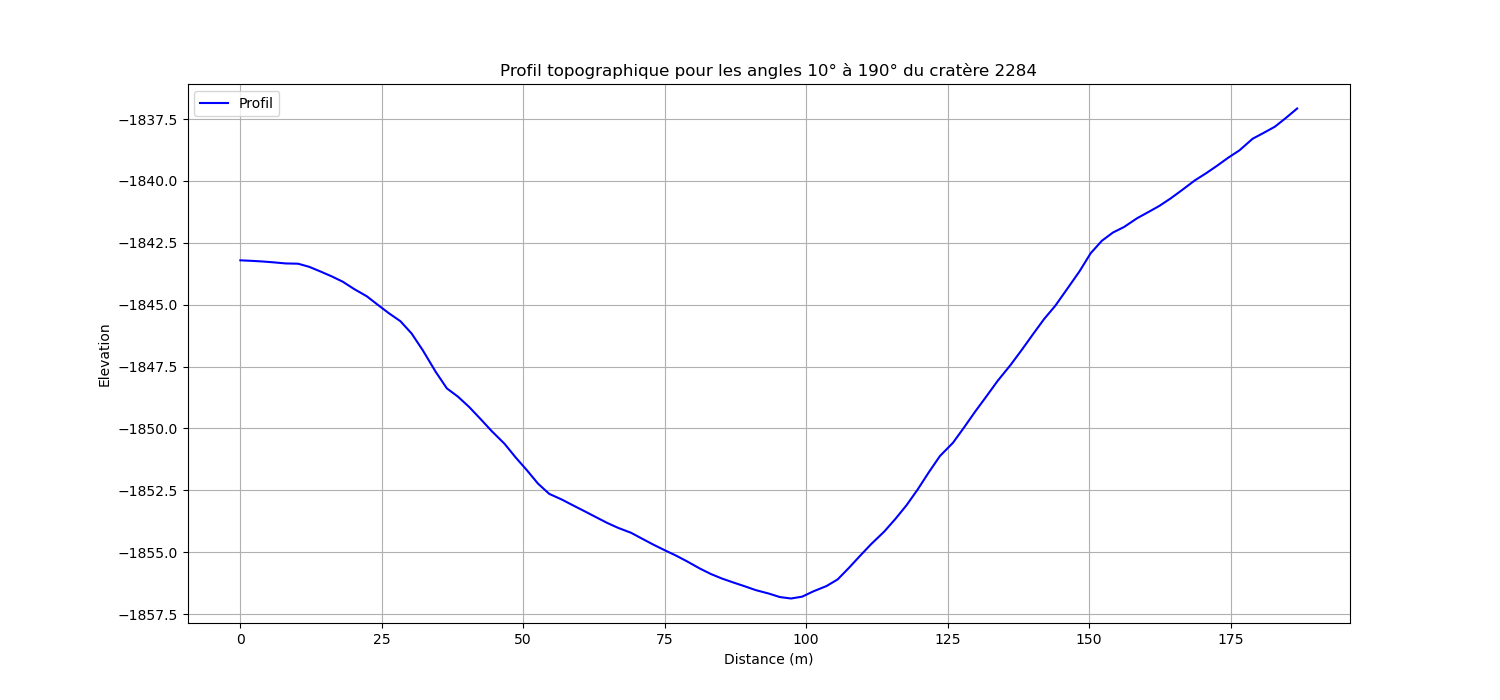 Profil topographique pour les angles 10° à 190° du cratère 2284
Profil
−1837.5
−1840.0
−1842.5
−1845.0
−1847.5
−1850.0
−1852.5
−1855.0
−1857.5
Elevation
0 25 50 75 100 125 150 175
Distance (m)